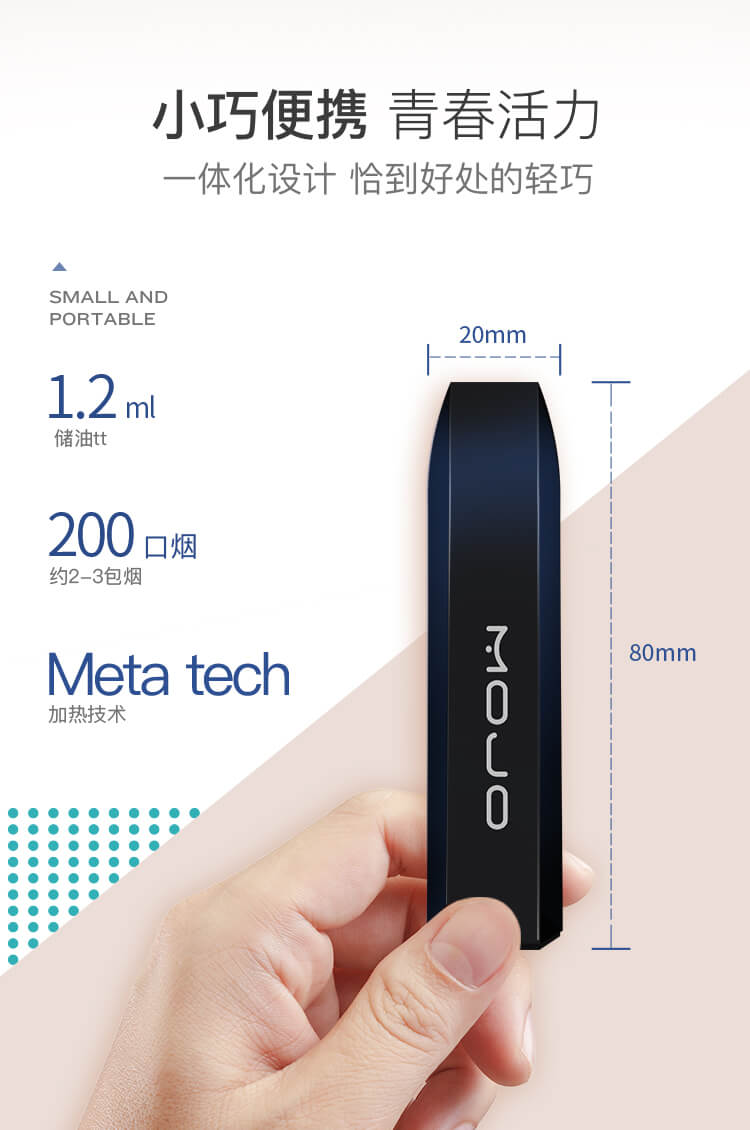 小巧便携 青春活力
一体化设计 恰到好处的轻巧
SMALL AND
PORTABLE
1.2 ml
储油tt
200 口烟
约2-3包烟
Meta tech
加热技术
20mm
80mm
MOJO